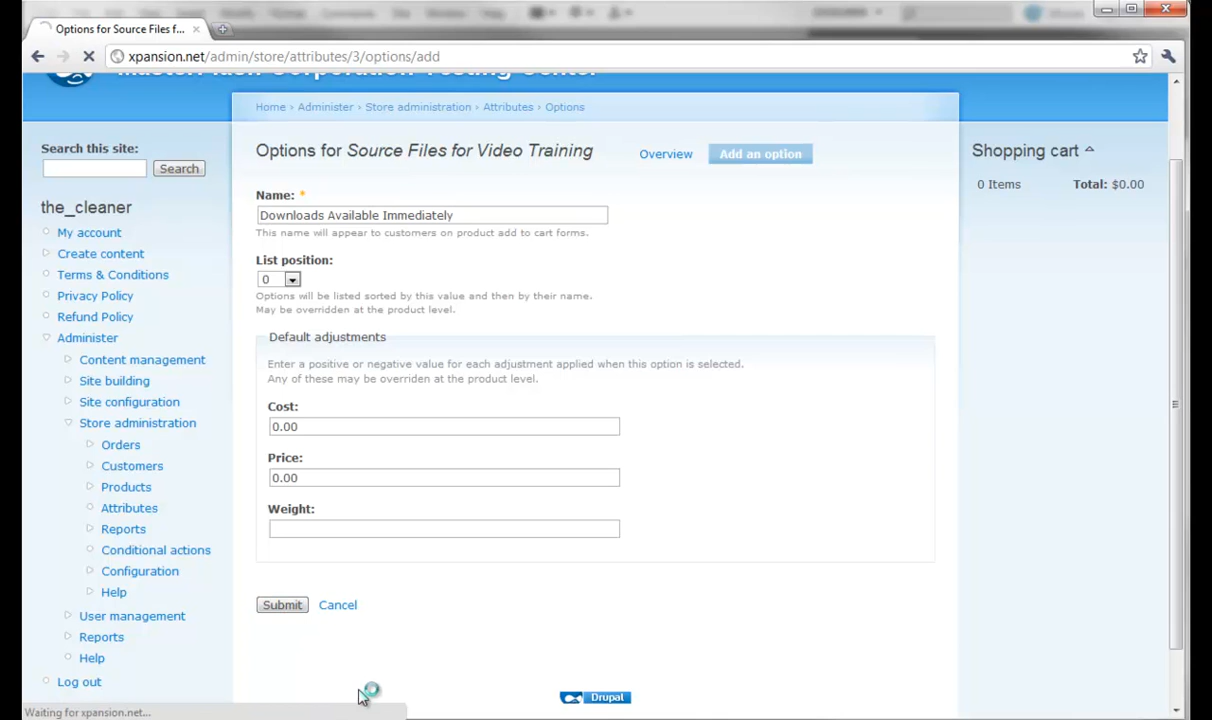 Options for Source Files f...
xpansion.net/admin/store/attributes/3/options/add
Home › Administer › Store administration › Attributes › Options
Search this site:
Search
the_cleaner
My account
Create content
Terms & Conditions
Privacy Policy
Refund Policy
Administer
Content management
Site building
Site configuration
Store administration
Orders
Customers
Products
Attributes
Reports
Conditional actions
Configuration
Help
User management
Reports
Help
Log out
Options for Source Files for Video Training
Overview
Add an option
Name: *
Downloads Available Immediately
This name will appear to customers on product add to cart forms.
List position:
0
Options will be listed sorted by this value and then by their name.
May be overridden at the product level.
Default adjustments
Enter a positive or negative value for each adjustment applied when this option is selected.
Any of these may be overriden at the product level.
Cost:
0.00
Price:
0.00
Weight:
Submit
Cancel
Drupal
Shopping cart
0 Items
Total: $0.00
Waiting for xpansion.net...